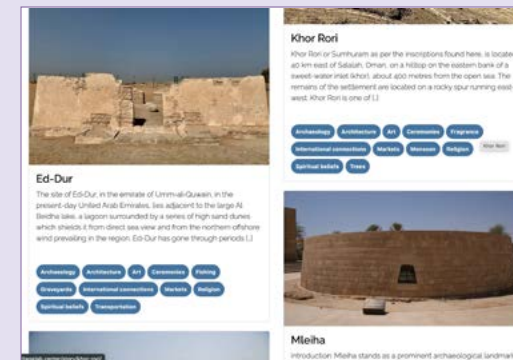 Ed-Dur
The site of Ed-Dur, in the emirate of Umm-al-Quwain, in the
present-day United Arab Emirates, lies adjacent to the large Al
Beidha lake, a lagoon surrounded by a series of high sand dunes
which shields it from direct sea view and from the northern offshore
wind prevailing in the region. Ed-Dur has gone through periods [.]
Archaeology Architecture Art Ceremonies Fishing
Graveyards International connections Markets Religion
Spiritual beliefs Transportation
Khor Rori
Khor Rori or Sumhuram as per the inscriptions found here, is located
40 km east of Salalah, Oman, on a hilltop on the eastern bank of a
sweet-water inlet (khor), about 400 metres from the open sea. The
remains of the settlement are located on a rocky spur running east-
west. Khor Rori is one of [.]
Archaeology Architecture Art Ceremonies Fragrance
International connections Markets Monsoon Religion
Khor Rori
Spiritual beliefs Trees
Mleiha
Introduction: Mleiha stands as a prominent archaeological landmark